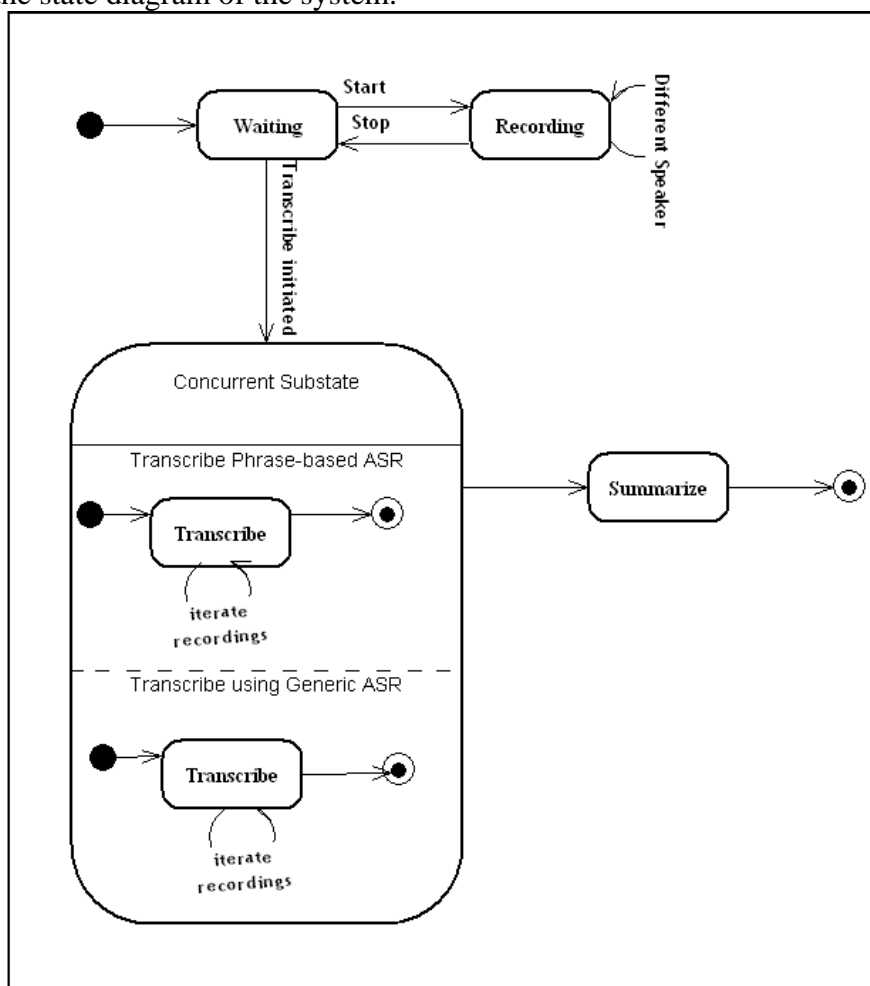 the state diagram of the system.
Start
Different Speaker
Waiting
Stop
Recording
Transcribe initiated
Concurrent Substate
Transcribe Phrase-based ASR
Transcribe
iterate
recordings
Summarize
Transcribe using Generic ASR
Transcribe
iterate
recordings